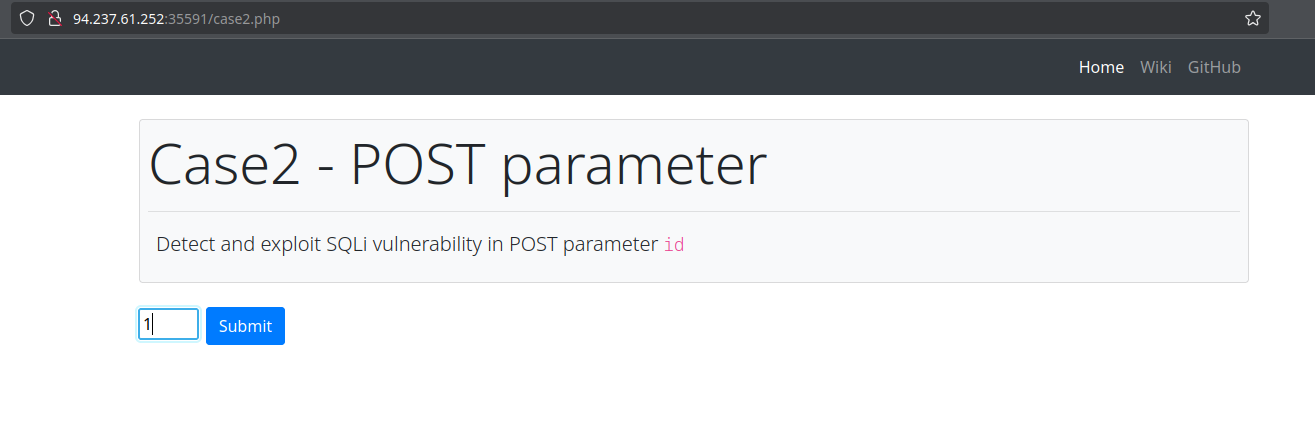 94.237.61.252:35591/case2.php
Home Wiki GitHub
Case2 - POST parameter
Detect and exploit SQLi vulnerability in POST parameter id
1 Submit